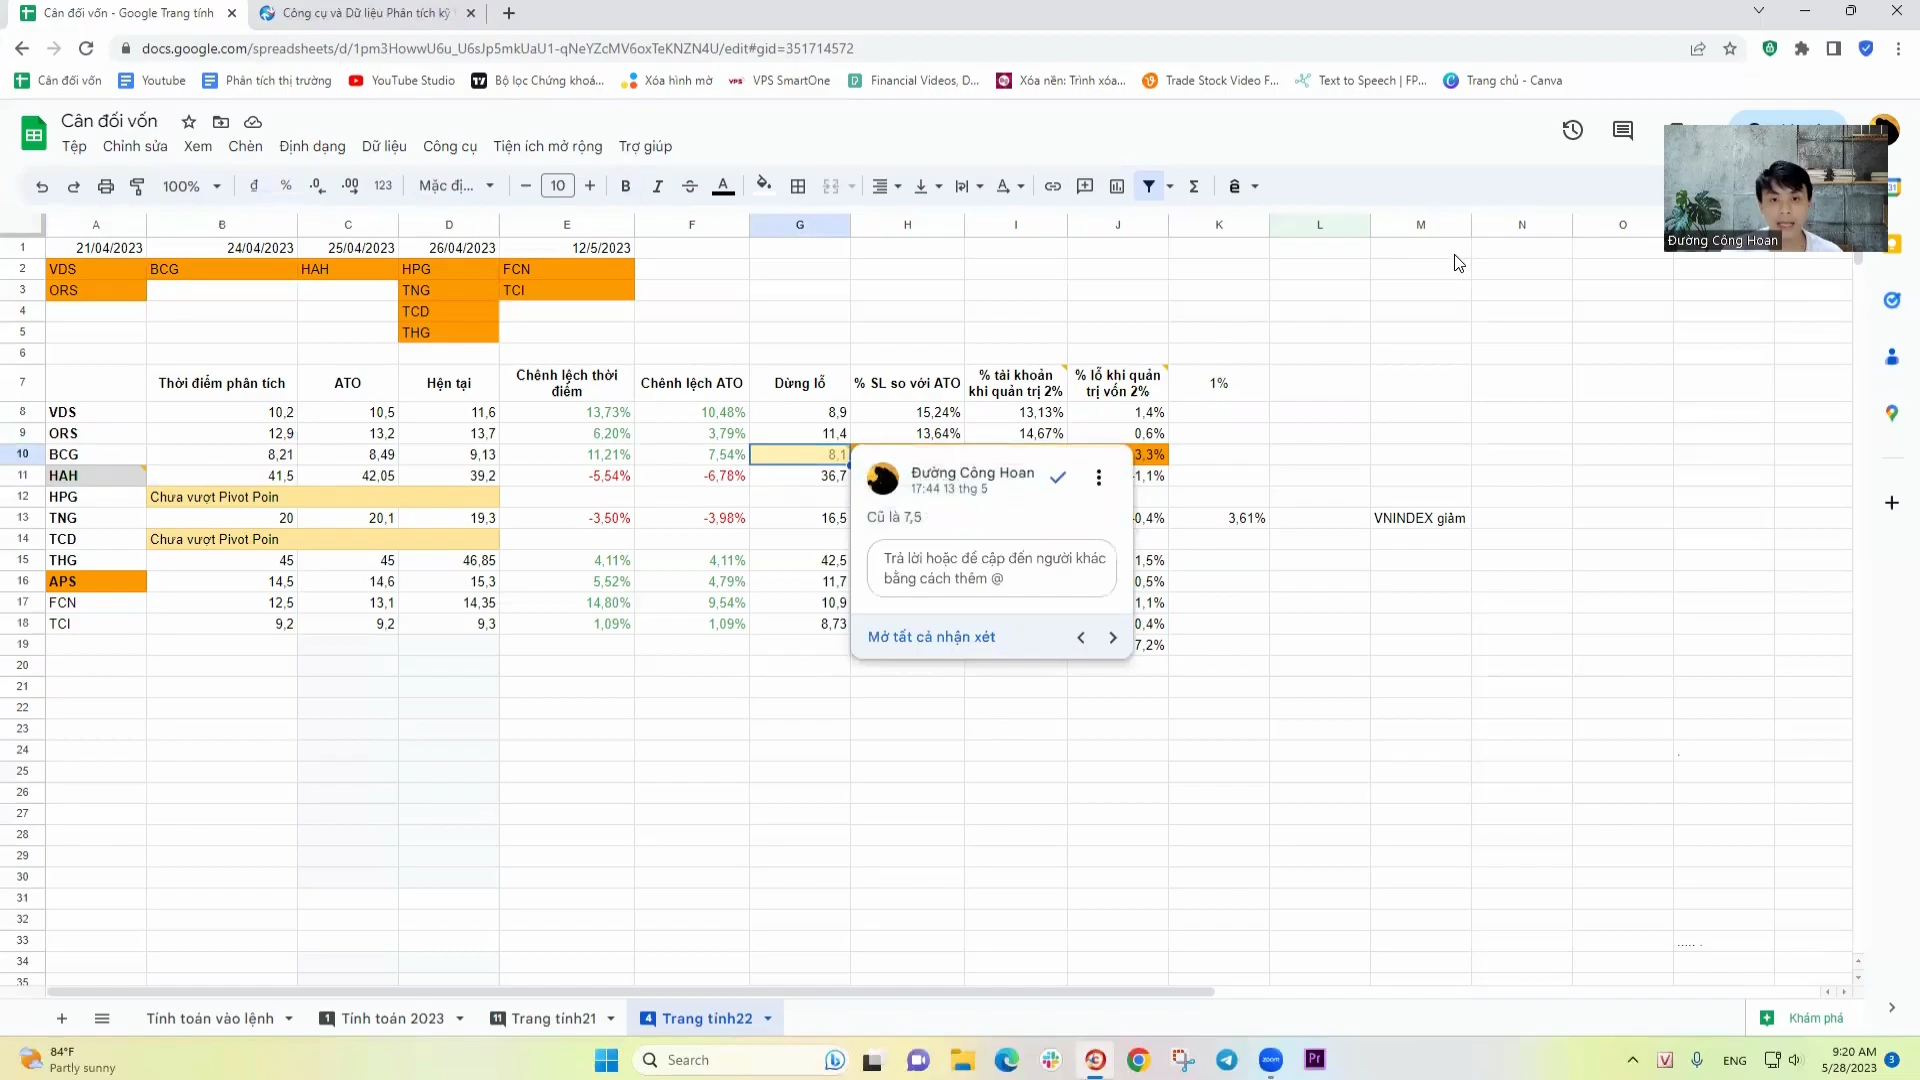 Cân đối vốn - Google Trang tính
Công cụ và Dữ liệu Phân tích kỹ
docs.google.com/spreadsheets/d/1pm3HowwU6u_U6sJp5mkUaU1-qNeYZcMV6oxTeKNZN4U/edit#gid=351714572
Cân đối vốn Youtube Phân tích thị trường YouTube Studio Bộ lọc Chứng khoá... Xóa hình mờ VPS SmartOne Financial Videos, D... Xóa nền: Trình xóa... Trade Stock Video F... Text to Speech | FP... Trang chủ - Canva
Cân đối vốn
Tệp Chỉnh sửa Xem Chèn Định dạng Dữ liệu Công cụ Tiện ích mở rộng Trợ giúp
100% đ % .0 .00 123 Mặc đị... 10
Đường Công Hoan
A B C D E F G H I J K L M N O
1 21/04/2023 24/04/2023 25/04/2023 26/04/2023 12/5/2023
2 VDS BCG HAH HPG FCN
3 ORS TNG TCI
4 TCD
5 THG
6
7 Thời điểm phân tích ATO Hện tại Chênh lệch thời điểm Chênh lệch ATO Dừng lỗ % SL so với ATO % tài khoản khi quản trị 2% % lỗ khi quản trị vốn 2% 1%
8 VDS 10,2 10,5 11,6 13,73% 10,48% 8,9 15,24% 13,13% 1,4%
9 ORS 12,9 13,2 13,7 6,20% 3,79% 11,4 13,64% 14,67% 0,6%
10 BCG 8,21 8,49 9,13 11,21% 7,54% 8,1 3,3%
11 HAH 41,5 42,05 39,2 -5,54% -6,78% 36,7 -1,1%
12 HPG Chưa vượt Pivot Poin
13 TNG 20 20,1 19,3 -3,50% -3,98% 16,5 0,4% 3,61% VNINDEX giảm
14 TCD Chưa vượt Pivot Poin
15 THG 45 45 46,85 4,11% 4,11% 42,5 1,5%
16 APS 14,5 14,6 15,3 5,52% 4,79% 11,7 0,5%
17 FCN 12,5 13,1 14,35 14,80% 9,54% 10,9 1,1%
18 TCI 9,2 9,2 9,3 1,09% 1,09% 8,73 0,4%
19 7,2%
20
21
22
23
24
25
26
27
28
29
30
31
32
33
34
35
Đường Công Hoan
17:44 13 thg 5
Cũ là 7,5
Trả lời hoặc đề cập đến người khác
bằng cách thêm @
Mở tất cả nhận xét
Tính toán vào lệnh 1 Tính toán 2023 11 Trang tính21 4 Trang tính22 Khám phá
84°F
Partly sunny
Search
ENG
9:20 AM
5/28/2023
3